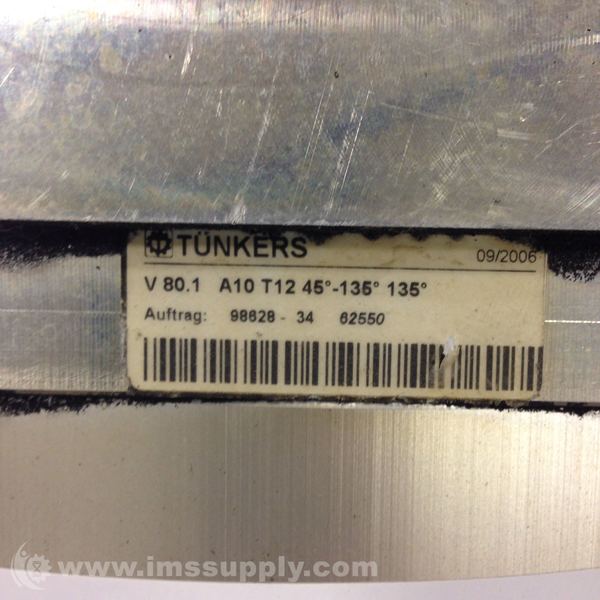 TÜNKERS
09/2006
V 80.1 A10 T12 45°-135° 135°
Auftrag: 98628 - 34 62550
www.imssupply.com